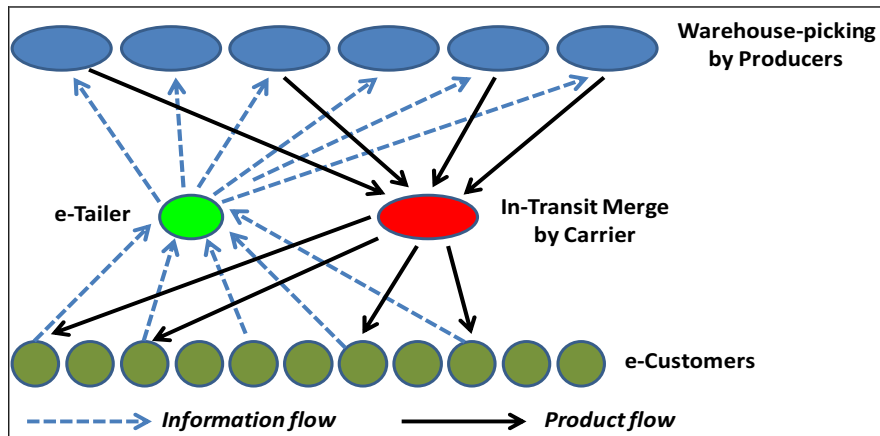 Warehouse-picking
by Producers
e-Tailer
In-Transit Merge
by Carrier
e-Customers
Information flow
Product flow